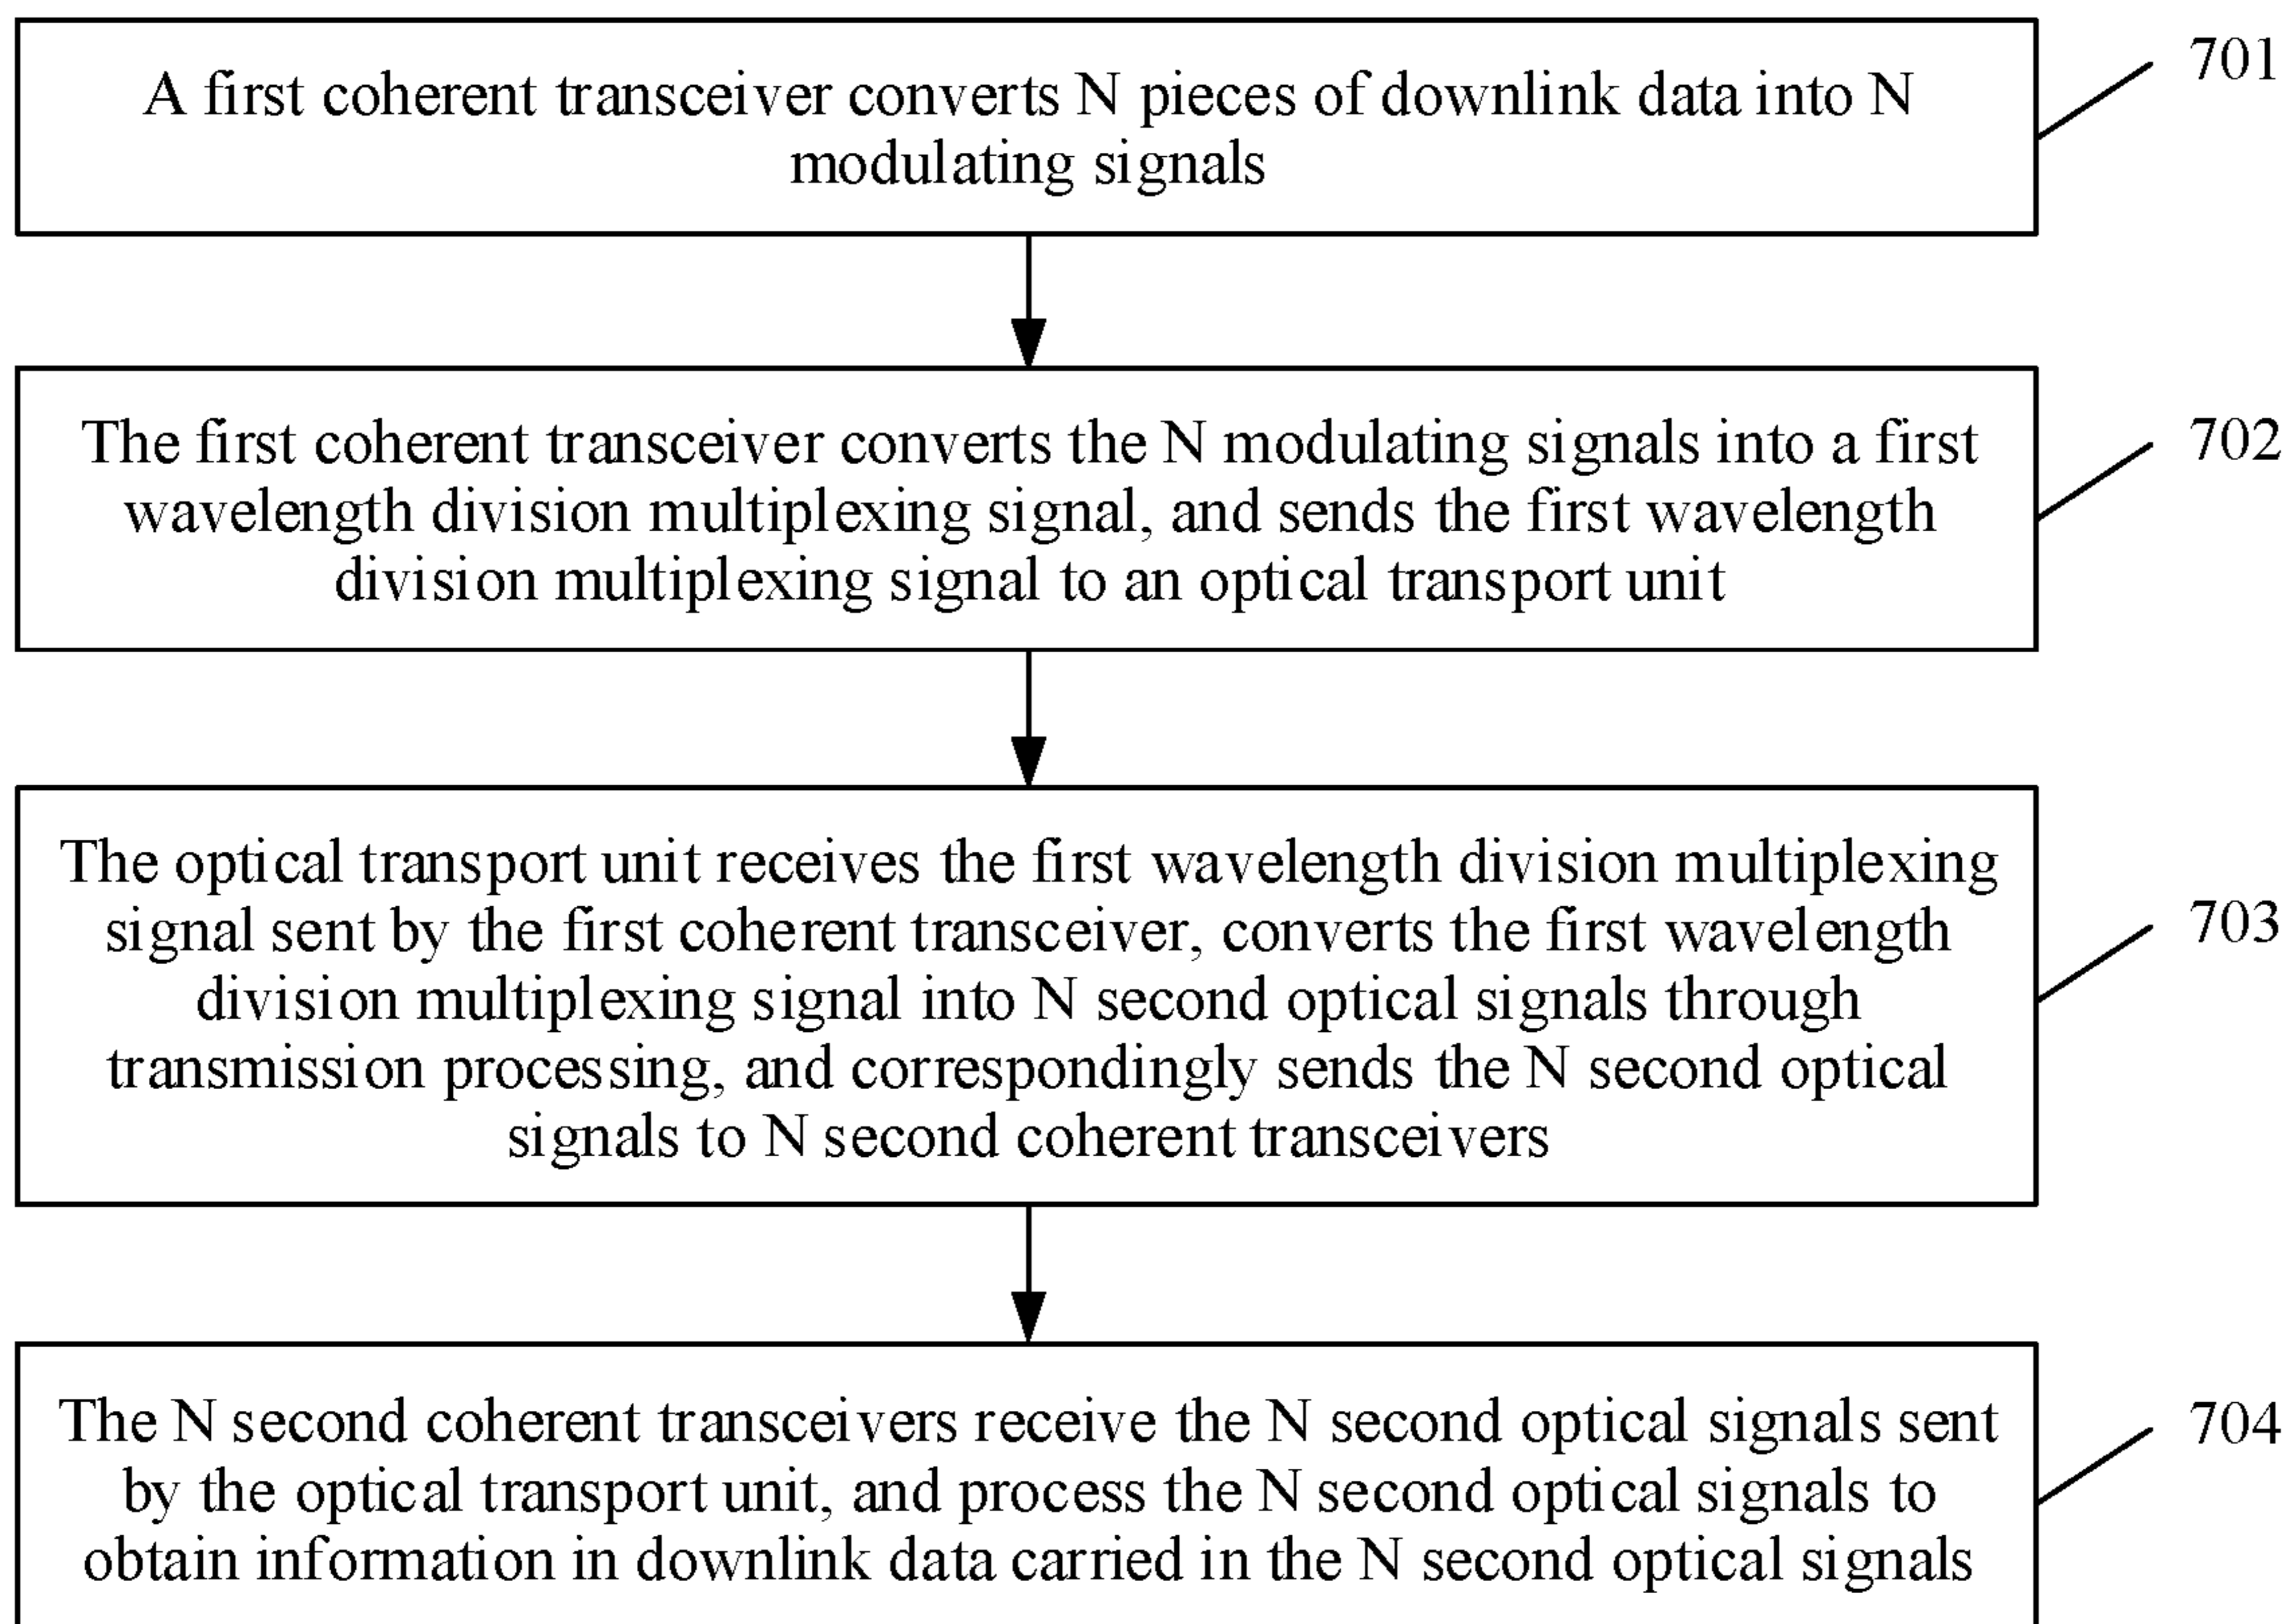 A first coherent transceiver converts N pieces of downlink data into N
modulating signals
701
The first coherent transceiver converts the N modulating signals into a first
wavelength division multiplexing signal, and sends the first wavelength
division multiplexing signal to an optical transport unit
702
The optical transport unit receives the first wavelength division multiplexing
signal sent by the first coherent transceiver, converts the first wavelength
division multiplexing signal into N second optical signals through
transmission processing, and correspondingly sends the N second optical
signals to N second coherent transceivers
703
The N second coherent transceivers receive the N second optical signals sent
by the optical transport unit, and process the N second optical signals to
obtain information in downlink data carried in the N second optical signals
704